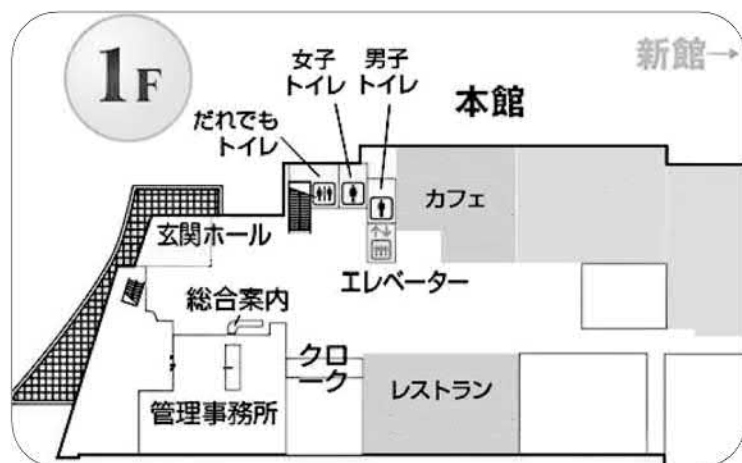 1F
新館→
本館
女子
トイレ
男子
トイレ
だれでも
トイレ
カフェ
玄関ホール
エレベーター
総合案内
クロ
ーク
レストラン
管理事務所